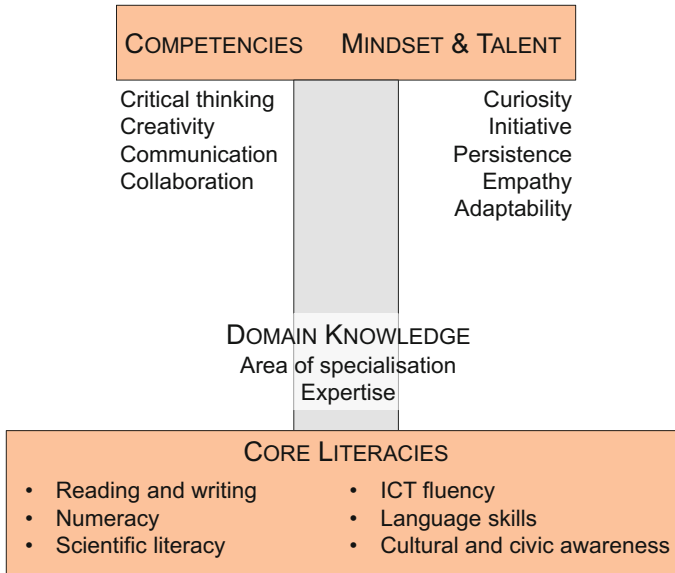 COMPETENCIES MINDSET & TALENT
Critical thinking
Creativity
Communication
Collaboration
Curiosity
Initiative
Persistence
Empathy
Adaptability
DOMAIN KNOWLEDGE
Area of specialisation
Expertise
CORE LITERACIES
• Reading and writing
• Numeracy
• Scientific literacy
• ICT fluency
• Language skills
• Cultural and civic awareness